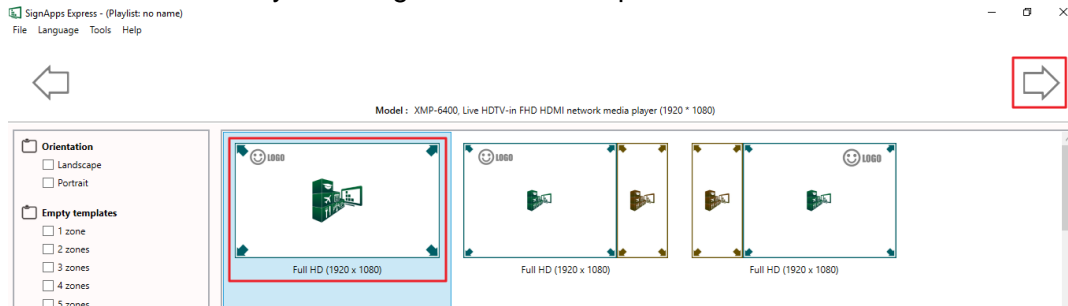 SignApps Express - (Playlist: no name)
File Language Tools Help
Model : XMP-6400, Live HDTV-in FHD HDMI network media player (1920 * 1080)
Orientation
Landscape
Portrait
Empty templates
1 zone
2 zones
3 zones
4 zones
5 zones
LOGO
Full HD (1920 x 1080)
LOGO
Full HD (1920 x 1080)
LOGO
Full HD (1920 x 1080)